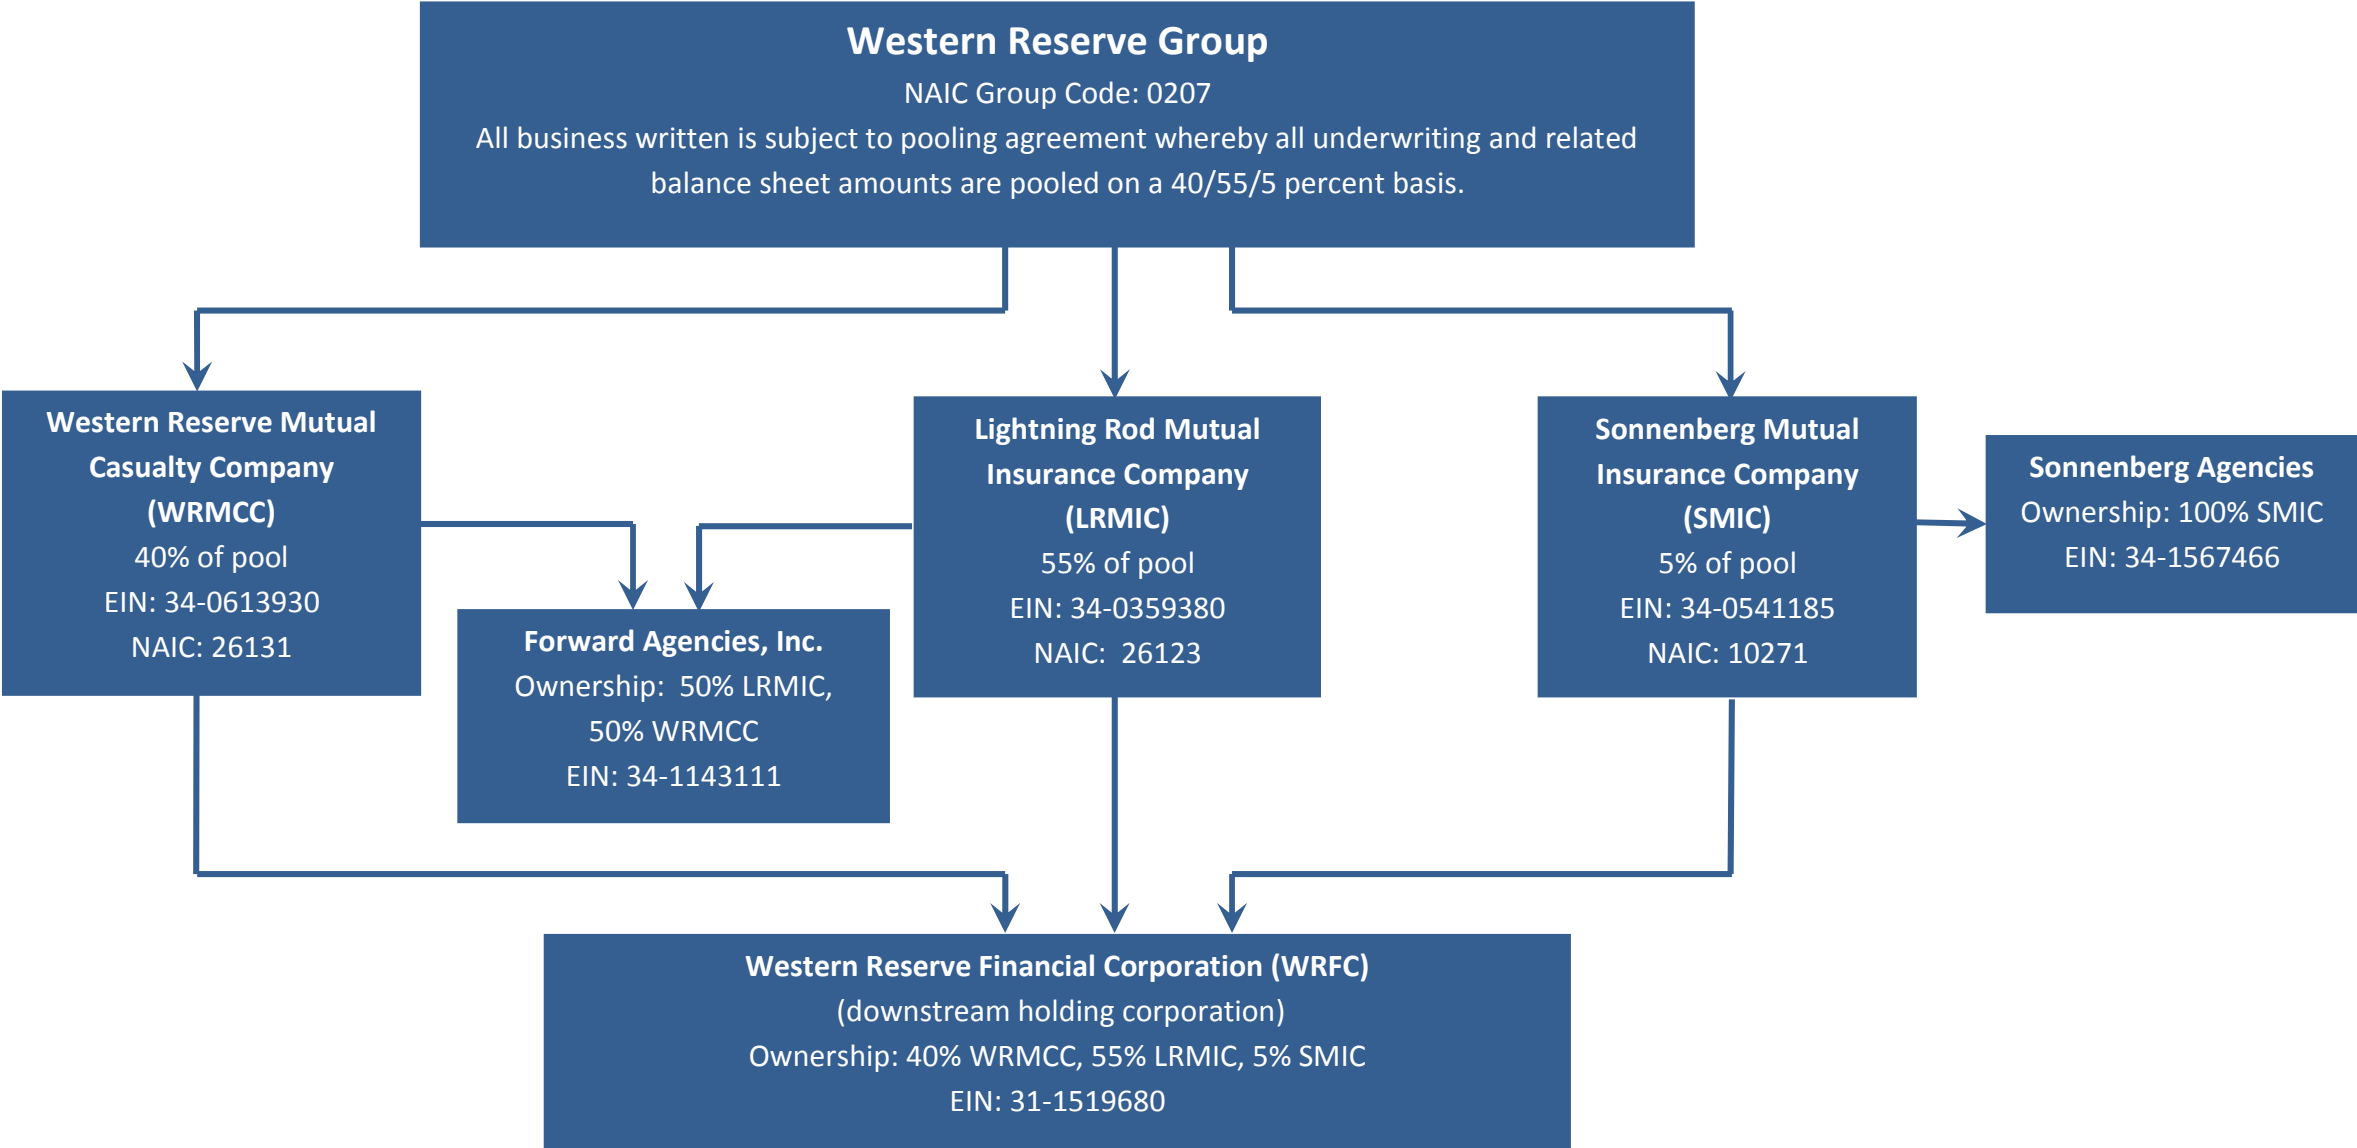 Western Reserve Group
NAIC Group Code: 0207
All business written is subject to pooling agreement whereby all underwriting and related
balance sheet amounts are pooled on a 40/55/5 percent basis.
Western Reserve Mutual
Casualty Company
(WRMCC)
40% of pool
EIN: 34-0613930
NAIC: 26131
Forward Agencies, Inc.
Ownership:  50% LRMIC,
50% WRMCC
EIN: 34-1143111
Lightning Rod Mutual
Insurance Company
(LRMIC)
55% of pool
EIN: 34-0359380
NAIC:  26123
Sonnenberg Mutual
Insurance Company
(SMIC)
5% of pool
EIN: 34-0541185
NAIC: 10271
Sonnenberg Agencies
Ownership: 100% SMIC
EIN: 34-1567466
Western Reserve Financial Corporation (WRFC)
(downstream holding corporation)
Ownership: 40% WRMCC, 55% LRMIC, 5% SMIC
EIN: 31-1519680